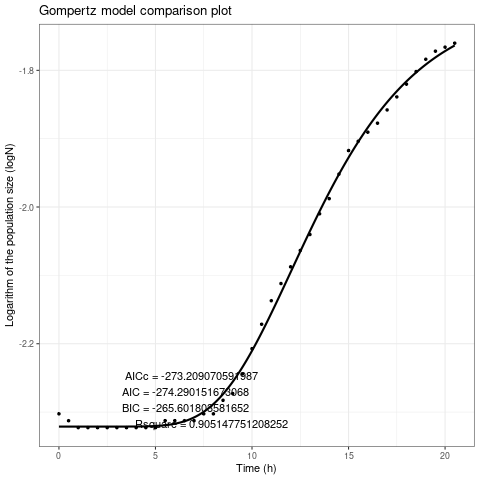 Gompertz model comparison plot
Logarithm of the population size (logN)
-1.8
-2.0
-2.2
AICc = -273.209070591987
AIC = -274.290151673068
BIC = -265.601803581652
Rsquare = 0.905147751208252
0 5 10 15 20
Time (h)